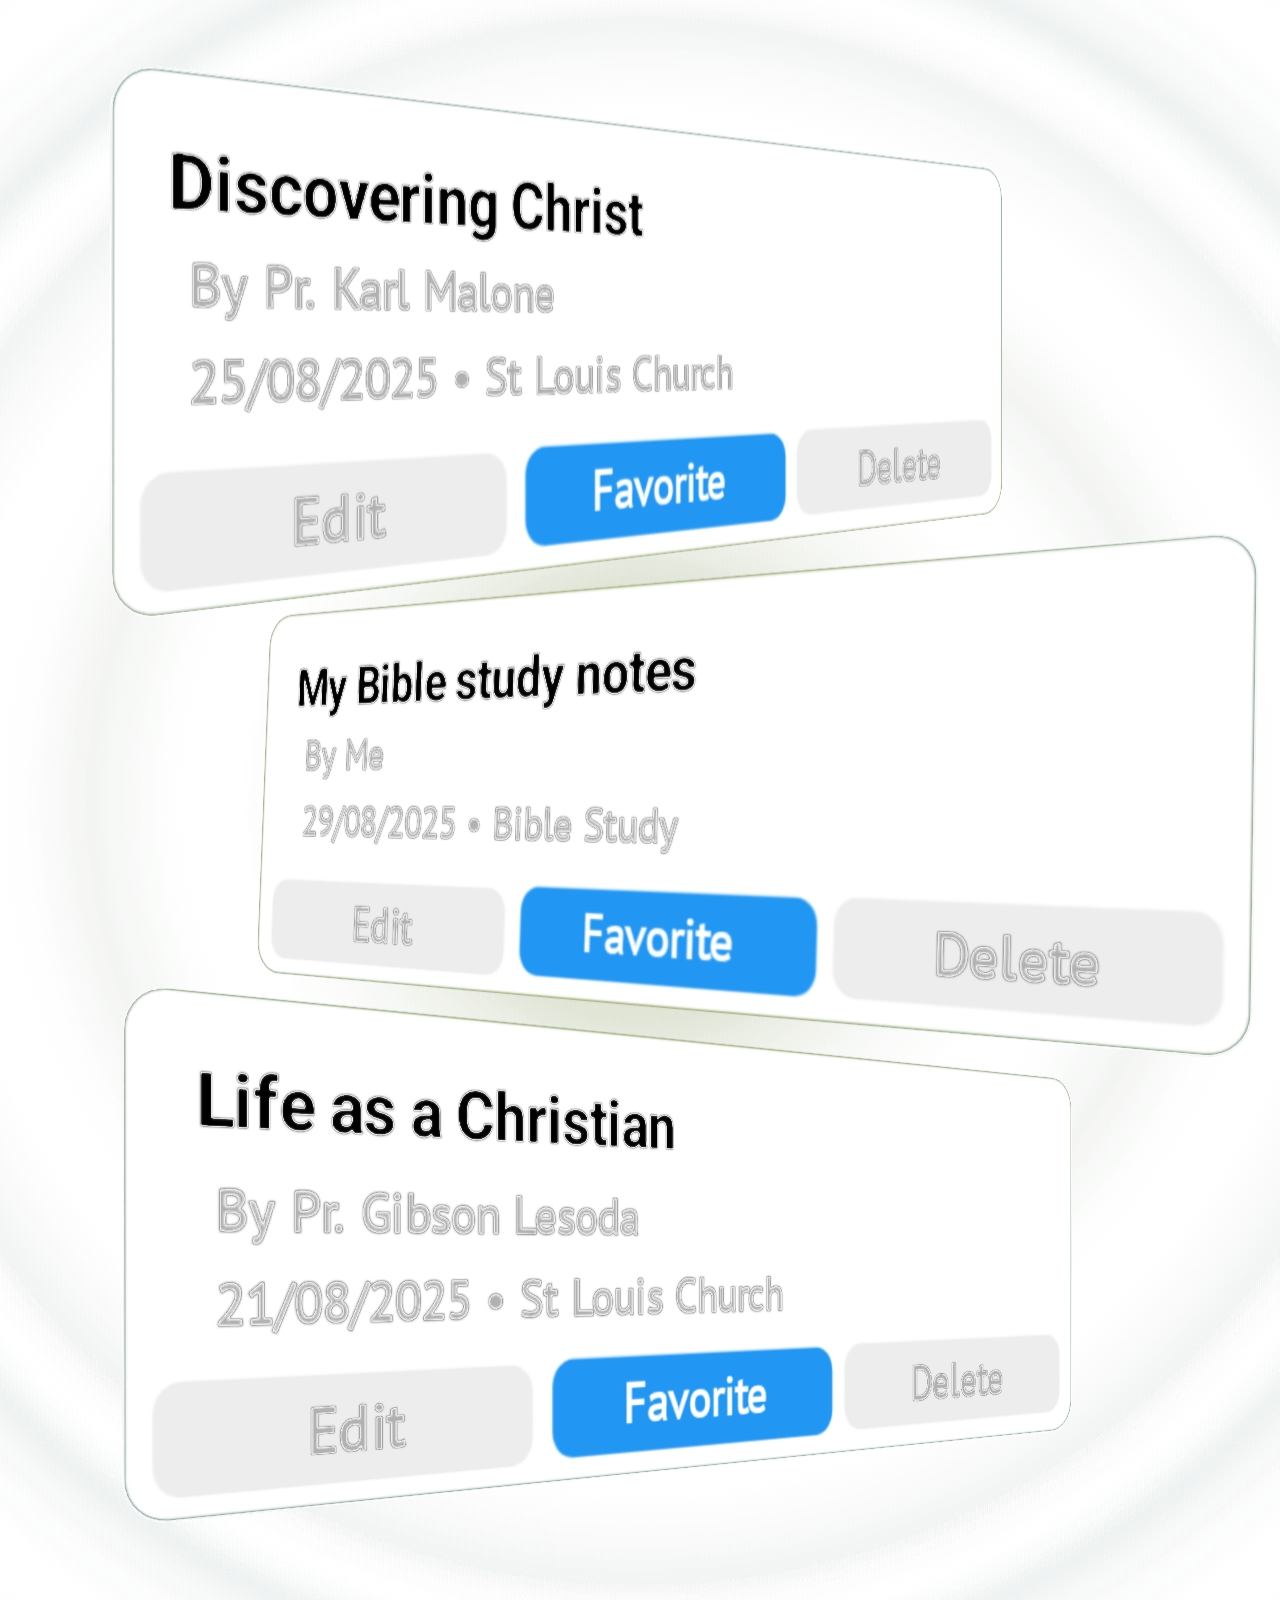 Discovering Christ
By Pr. Karl Malone
25/08/2025 • St Louis Church
Edit Favorite Delete
My Bible study notes
By Me
29/08/2025 • Bible Study
Edit Favorite Delete
Life as a Christian
By Pr. Gibson Lesoda
21/08/2025 • St Louis Church
Edit Favorite Delete